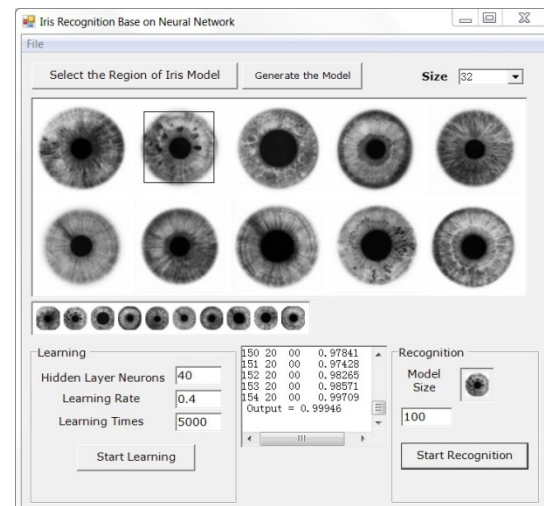 Iris Recognition Base on Neural Network
File
Select the Region of Iris Model Generate the Model Size 32
Learning
Hidden Layer Neurons 40
Learning Rate 0.4
Learning Times 5000
Start Learning
150 20 00 0.97841
151 20 00 0.97428
152 20 00 0.98265
153 20 00 0.98571
154 20 00 0.99709
Output = 0.99946
Recognition
Model
Size
100
Start Recognition